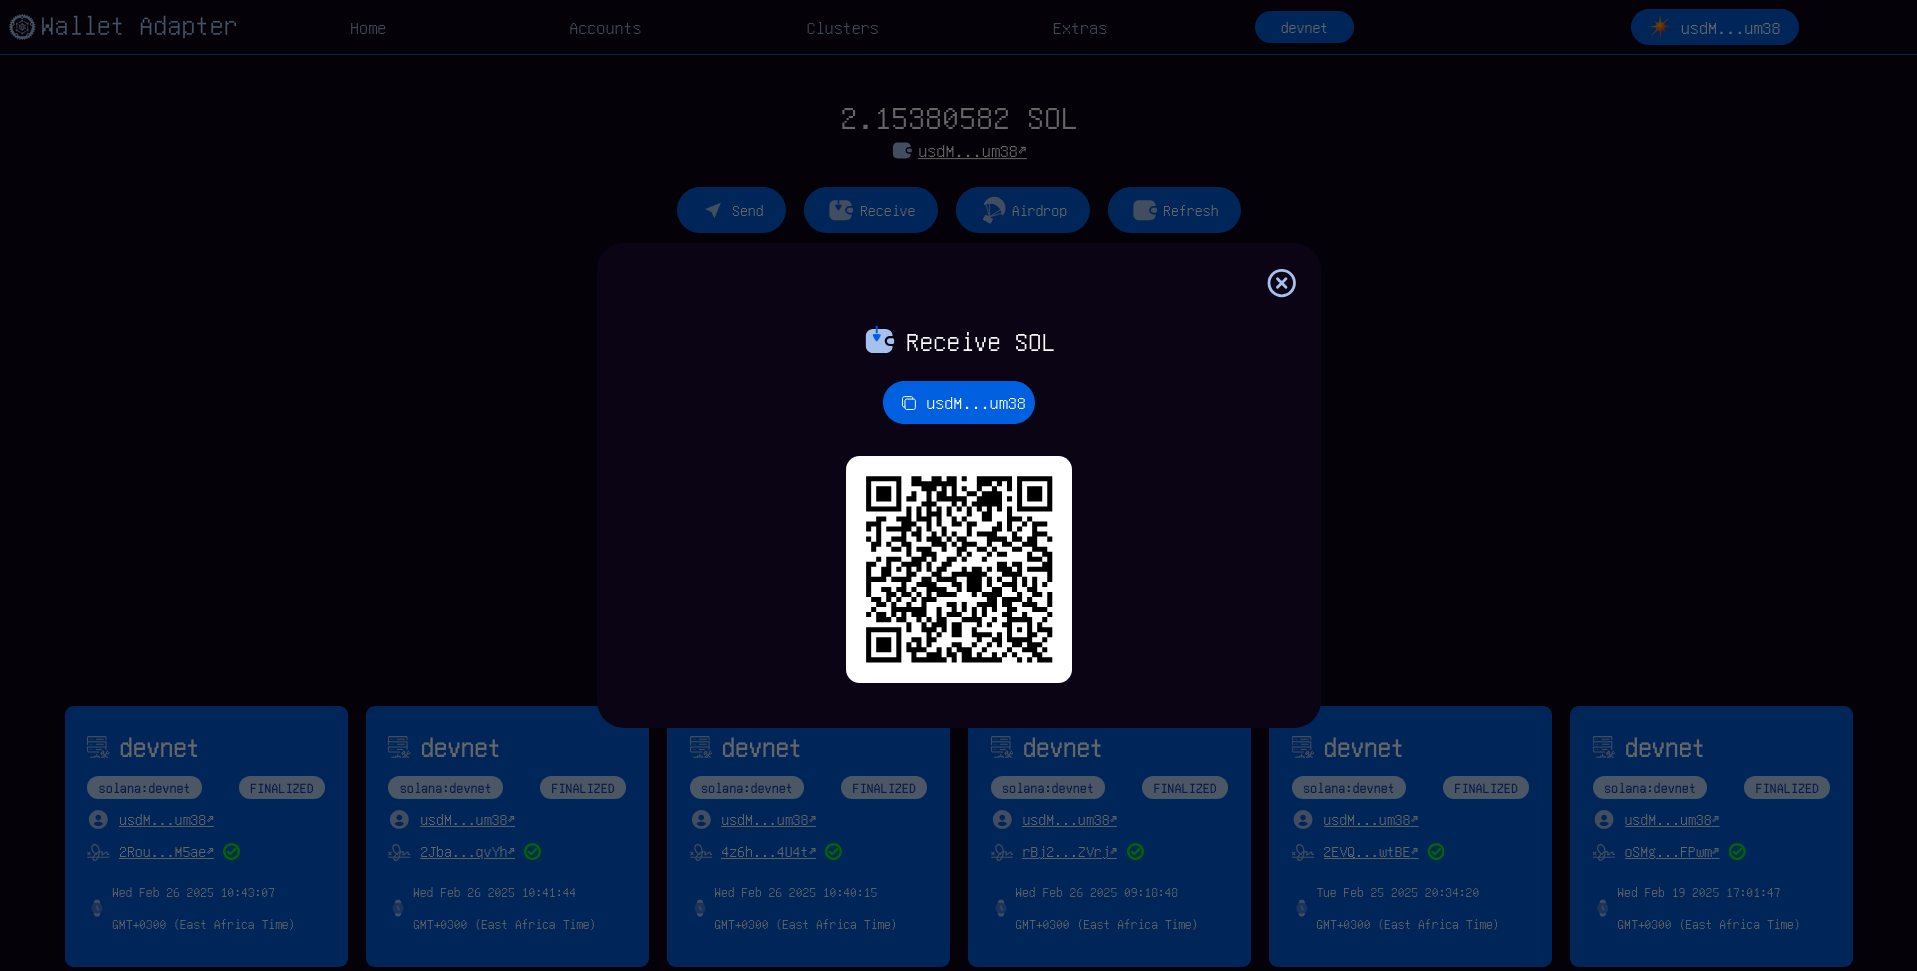 Wallet Adapter Home Accounts Clusters Extras devnet usdM...um38
2.15380582 SOL
usdM...um38↗
Send Receive Airdrop Refresh
Receive SOL
usdM...um38
devnet devnet devnet devnet devnet devnet
solana:devnet FINALIZED solana:devnet FINALIZED solana:devnet FINALIZED solana:devnet FINALIZED solana:devnet FINALIZED solana:devnet FINALIZED
usdM...um38↗ usdM...um38↗ usdM...um38↗ usdM...um38↗ usdM...um38↗ usdM...um38↗
2Rou...M5ae↗ 2Jba...qvYh↗ 4z6h...4U4t↗ rBj2...ZVrj↗ 2EVQ...wtBE↗ oSMg...FPwm↗
Wed Feb 26 2025 10:43:07 Wed Feb 26 2025 10:41:44 Wed Feb 26 2025 10:40:15 Wed Feb 26 2025 09:18:48 Tue Feb 25 2025 20:34:20 Wed Feb 19 2025 17:01:47
GMT+0300 (East Africa Time) GMT+0300 (East Africa Time) GMT+0300 (East Africa Time) GMT+0300 (East Africa Time) GMT+0300 (East Africa Time) GMT+0300 (East Africa Time)